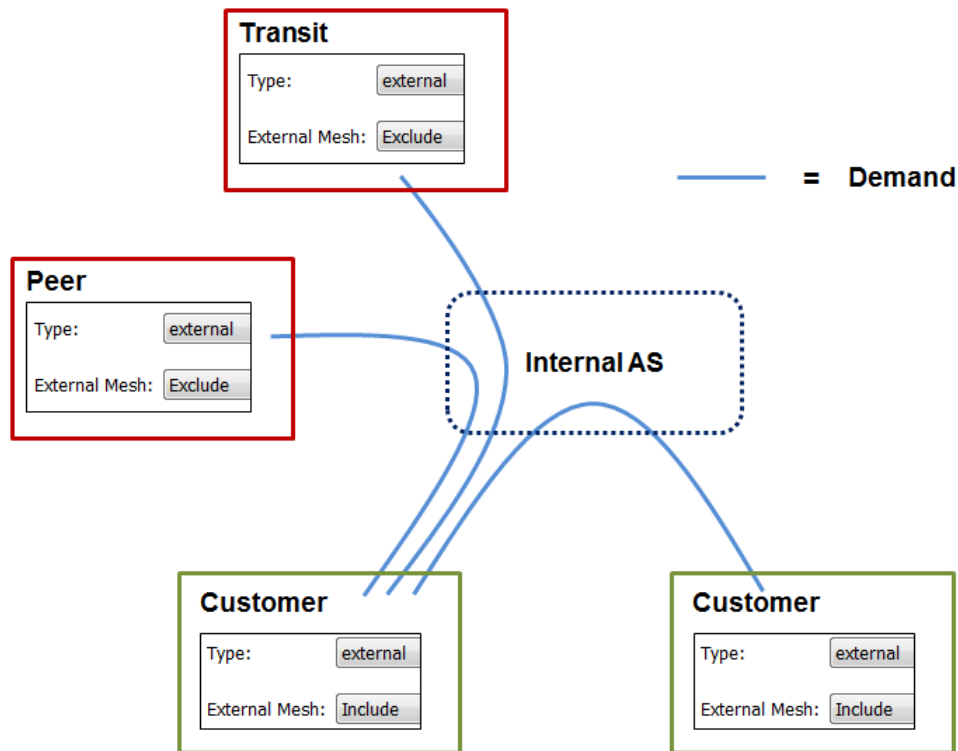 Transit
Type: external
External Mesh: Exclude
= Demand
Peer
Type: external
External Mesh: Exclude
Internal AS
Customer
Type: external
External Mesh: Include
Customer
Type: external
External Mesh: Include